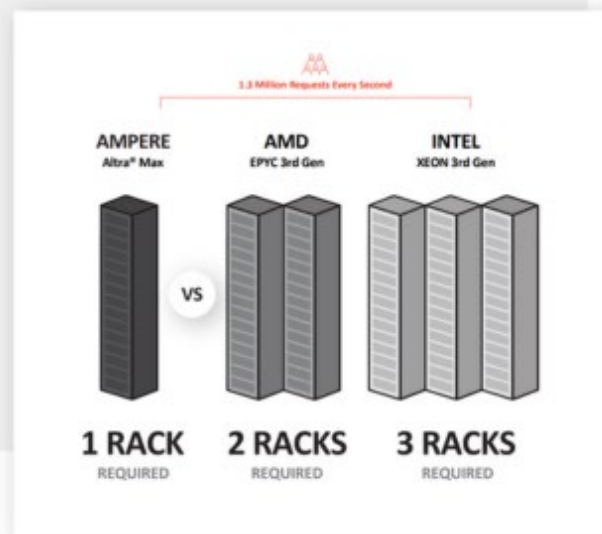 1.3 Million Requests Every Second
AMPERE
Altra® Max
AMD
EPYC 3rd Gen
INTEL
XEON 3rd Gen
VS
1 RACK
REQUIRED
2 RACKS
REQUIRED
3 RACKS
REQUIRED